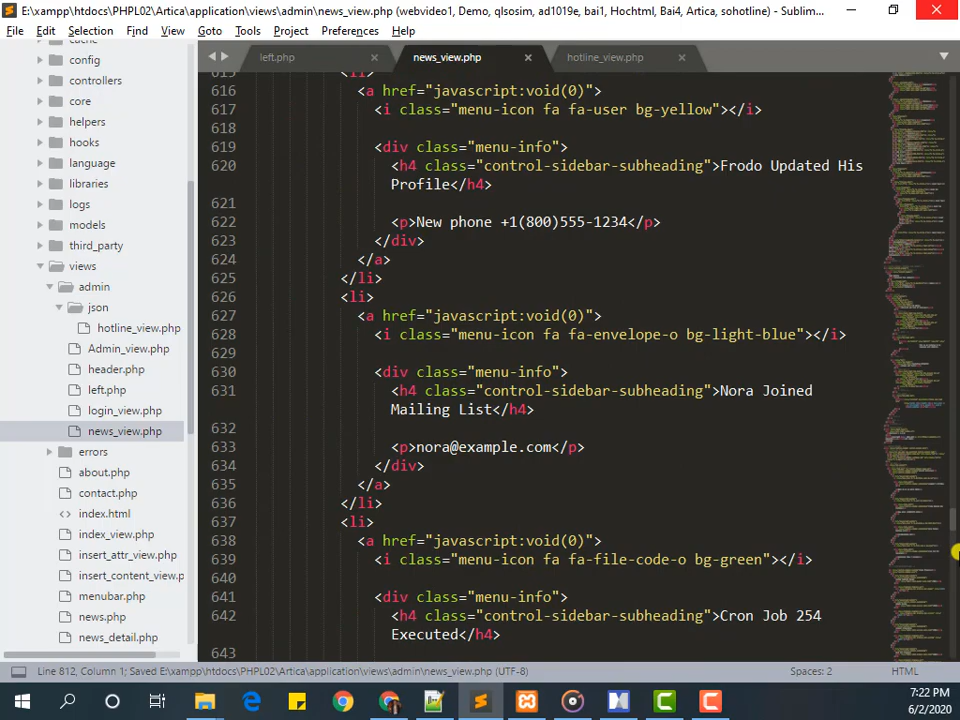 E:\xampp\htdocs\PHPL02\Artica\application\views\admin\news_view.php (webvideo1, Demo, qlsosim, ad1019e, bai1, Hochtml, Bai4, Artica, sohotline) - Sublim...
File Edit Selection Find View Goto Tools Project Preferences Help
left.php
news_view.php
hotline_view.php
config
controllers
core
helpers
hooks
language
libraries
logs
models
third_party
views
admin
json
hotline_view.php
Admin_view.php
header.php
left.php
login_view.php
news_view.php
errors
about.php
contact.php
index.html
index_view.php
insert_attr_view.php
insert_content_view.p
menubar.php
news.php
news_detail.php
615 <li>
616 <a href="javascript:void(0)">
617 <i class="menu-icon fa fa-user bg-yellow"></i>
618
619 <div class="menu-info">
620 <h4 class="control-sidebar-subheading">Frodo Updated His
Profile</h4>
621
622 <p>New phone +1(800)555-1234</p>
623 </div>
624 </a>
625 </li>
626 <li>
627 <a href="javascript:void(0)">
628 <i class="menu-icon fa fa-envelope-o bg-light-blue"></i>
629
630 <div class="menu-info">
631 <h4 class="control-sidebar-subheading">Nora Joined
Mailing List</h4>
632
633 <p>nora@example.com</p>
634 </div>
635 </a>
636 </li>
637 <li>
638 <a href="javascript:void(0)">
639 <i class="menu-icon fa fa-file-code-o bg-green"></i>
640
641 <div class="menu-info">
642 <h4 class="control-sidebar-subheading">Cron Job 254
Executed</h4>
643
Line 812, Column 1; Saved E:\xampp\htdocs\PHPL02\Artica\application\views\admin\news_view.php (UTF-8)
Spaces: 2
HTML
7:22 PM
6/2/2020